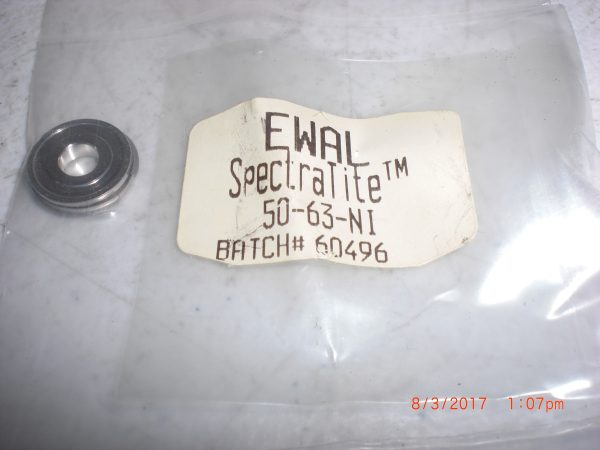 EWAL
SpectraTite™
50-63-NI
BATCH# 60496
8/3/2017 1:07pm